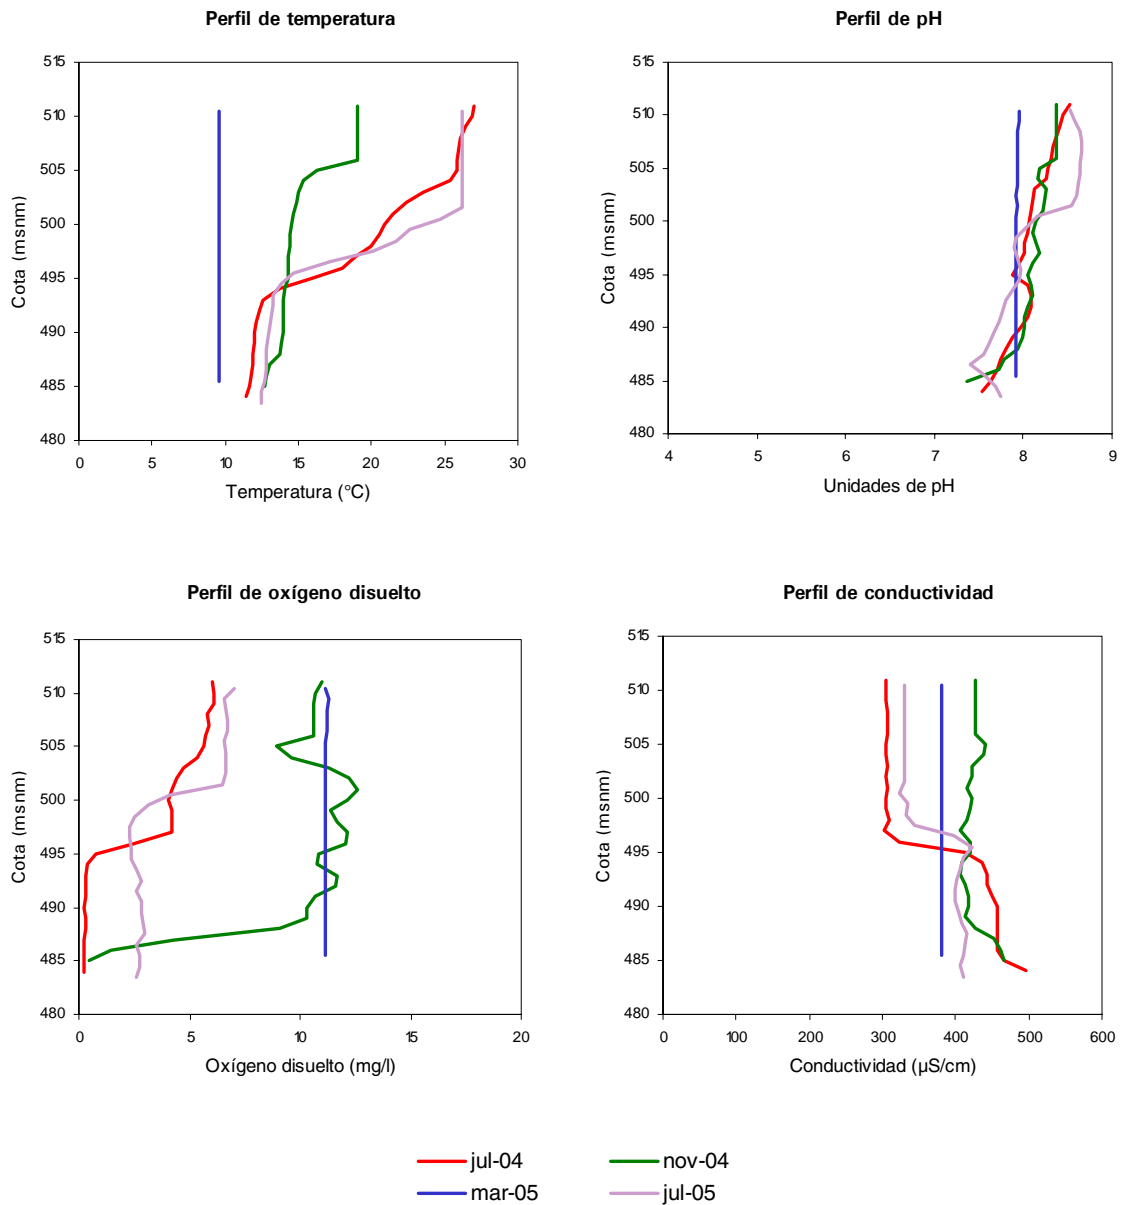 Perfil de temperatura
515
510
505
500
495
490
485
480
Cota (msnm)
0 5 10 15 20 25 30
Temperatura (°C)
Perfil de pH
515
510
505
500
495
490
485
480
Cota (msnm)
4 5 6 7 8 9
Unidades de pH
Perfil de oxígeno disuelto
515
510
505
500
495
490
485
480
Cota (msnm)
0 5 10 15 20
Oxígeno disuelto (mg/l)
Perfil de conductividad
515
510
505
500
495
490
485
480
Cota (msnm)
0 100 200 300 400 500 600
Conductividad (µS/cm)
jul-04 nov-04
mar-05 jul-05